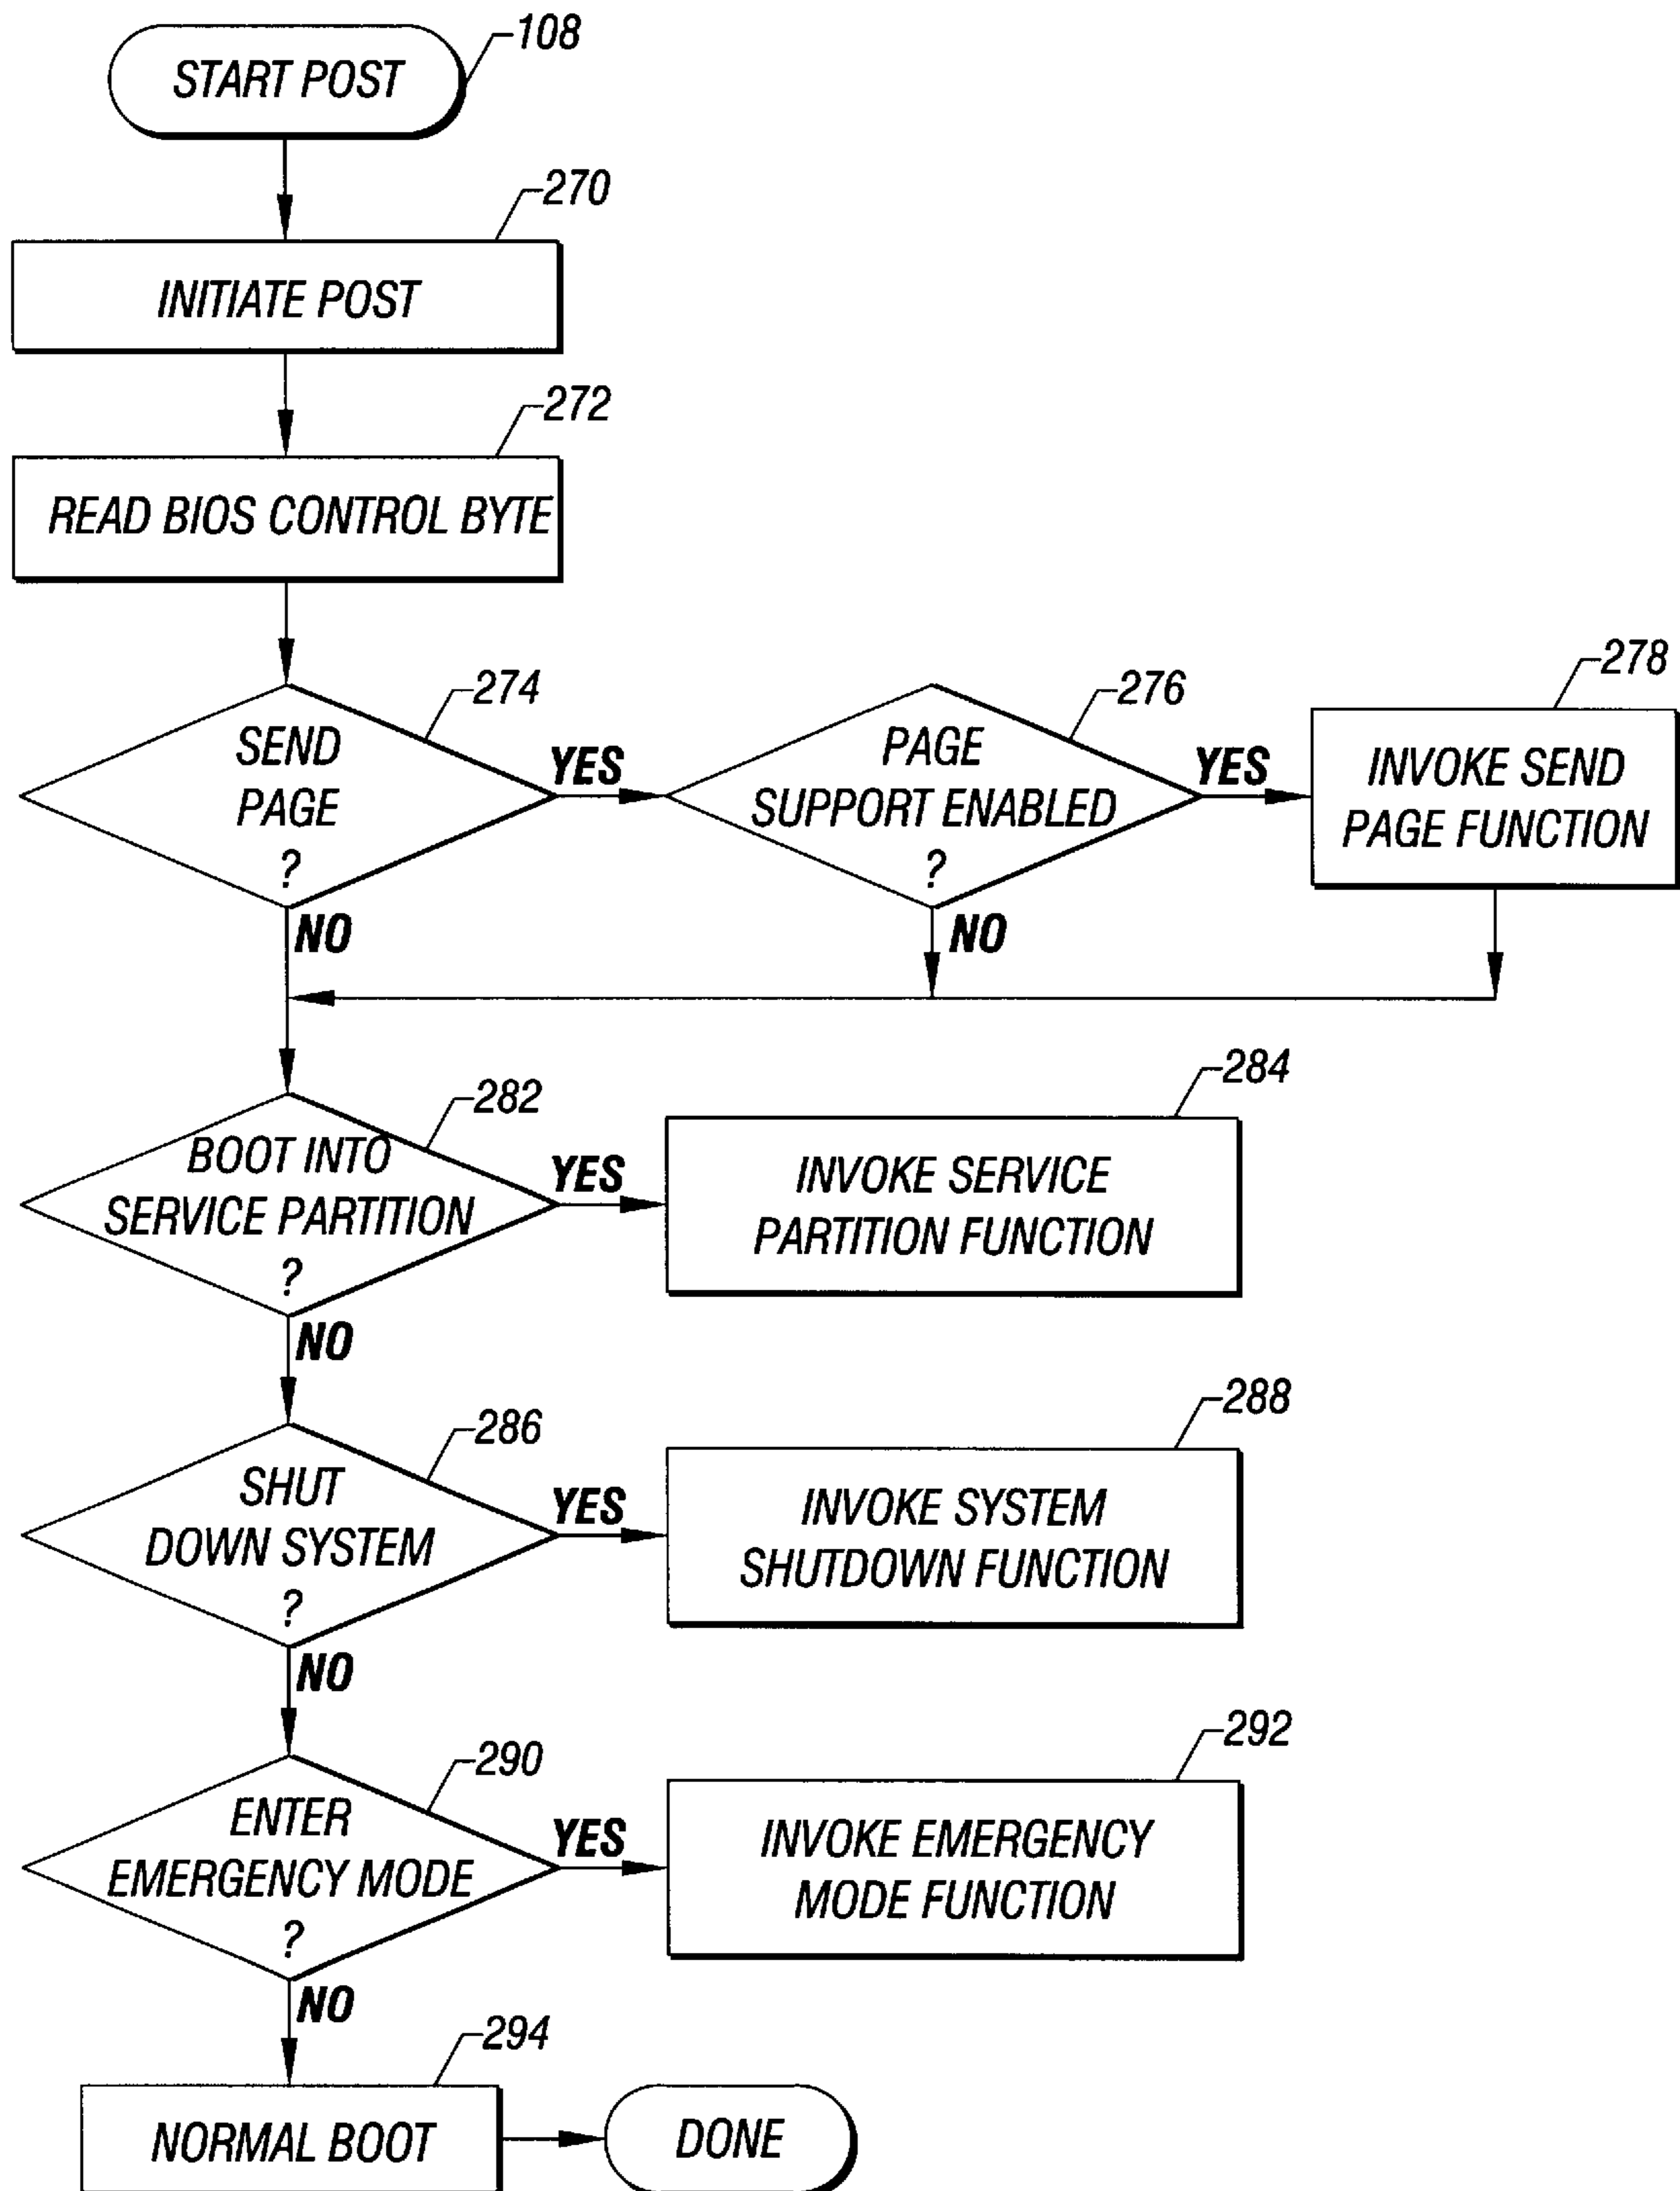 START POST
108
270
INITIATE POST
272
READ BIOS CONTROL BYTE
274
SEND
PAGE
?
YES
NO
276
PAGE
SUPPORT ENABLED
?
YES
NO
278
INVOKE SEND
PAGE FUNCTION
282
BOOT INTO
SERVICE PARTITION
?
YES
NO
284
INVOKE SERVICE
PARTITION FUNCTION
286
SHUT
DOWN SYSTEM
?
YES
NO
288
INVOKE SYSTEM
SHUTDOWN FUNCTION
290
ENTER
EMERGENCY MODE
?
YES
NO
292
INVOKE EMERGENCY
MODE FUNCTION
294
NORMAL BOOT
DONE